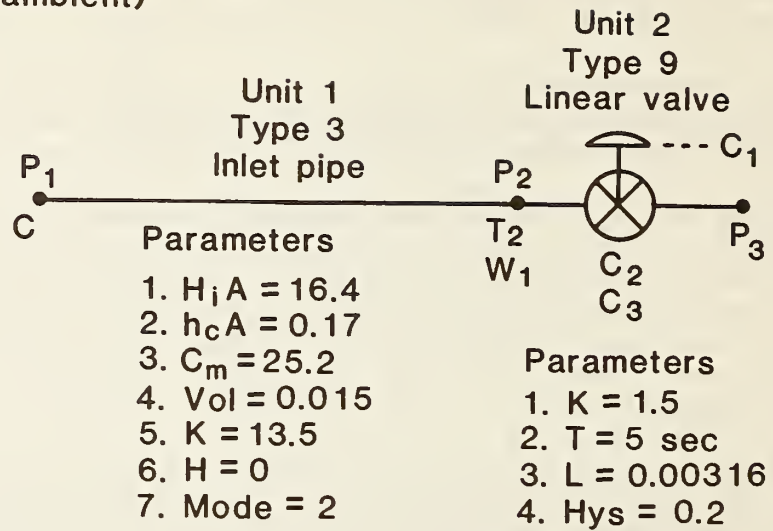 ambient)
Unit 1
Type 3
Inlet pipe
Unit 2
Type 9
Linear valve
C1
P1
C
P2
T2
W1
C2
C3
P3
Parameters
1. HiA = 16.4
2. hcA = 0.17
3. Cm = 25.2
4. Vol = 0.015
5. K = 13.5
6. H = 0
7. Mode = 2
Parameters
1. K = 1.5
2. T = 5 sec
3. L = 0.00316
4. Hys = 0.2